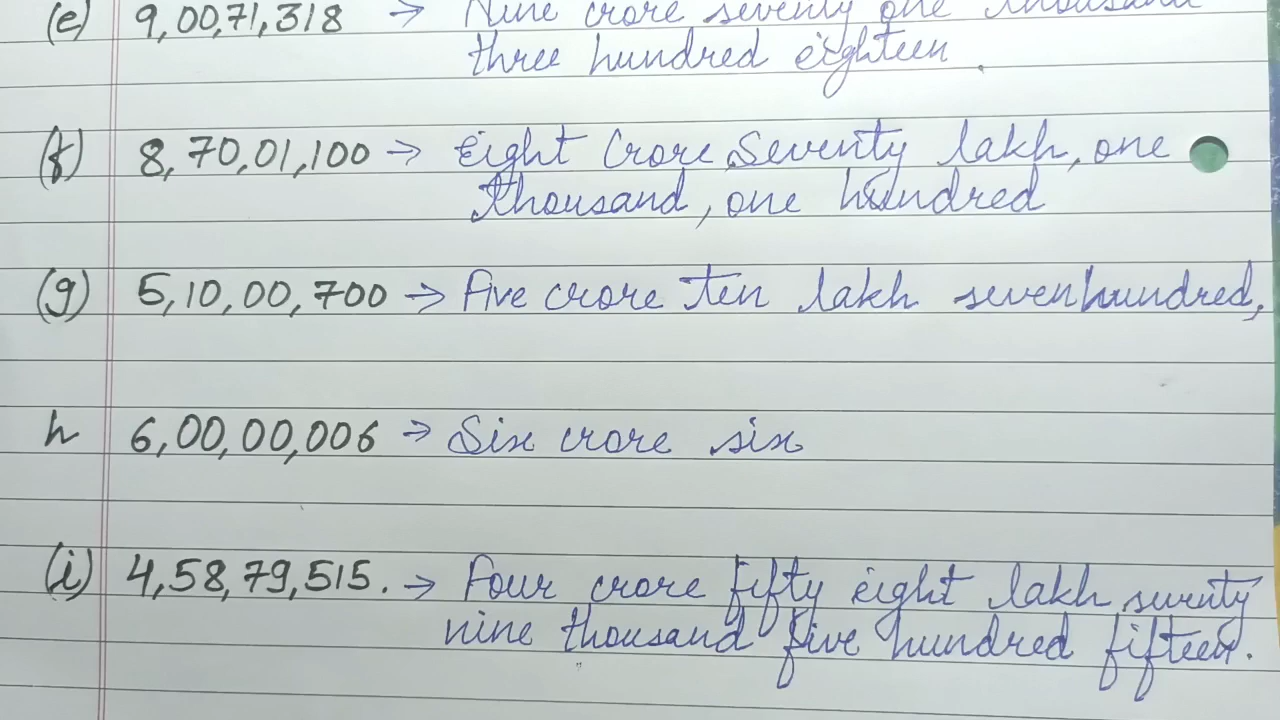 (e) 9,00,71,318 → Nine crore seventy one thousand
three hundred eighteen.
(f) 8,70,01,100 → Eight Crore, Seventy lakh, one
thousand, one hundred
(g) 5,10,00,700 → five crore Ten lakh seven hundred,
h 6,00,00,006 → Six crore six
(i) 4,58,79,515. → Four crore fifty eight lakh
nine thousand five hundred fifteen.